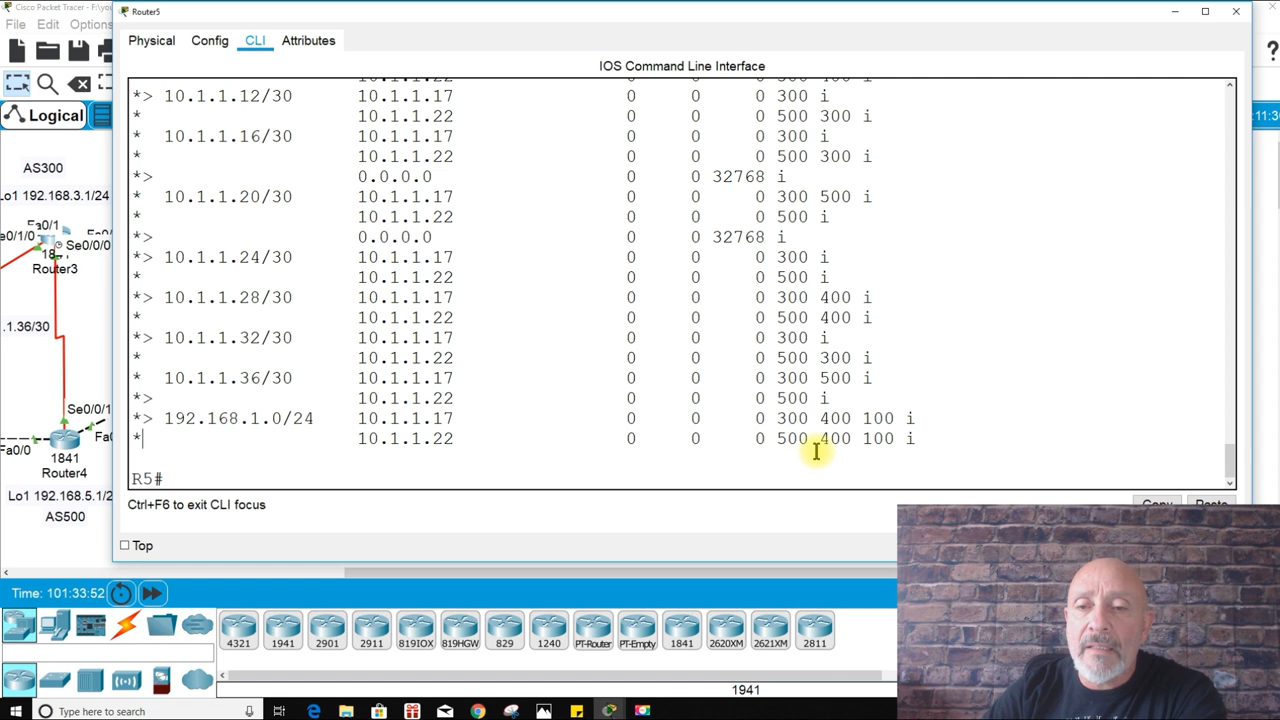 Cisco Packet Tracer - F:\you
Router5
File Edit Options
Physical Config CLI Attributes
IOS Command Line Interface
Logical
AS300
Lo1 192.168.3.1/24
Fa0/1
Se0/0/0
Router3
.1.36/30
Se0/0/1
Fa0/0
1841
Router4
Lo1 192.168.5.1/24
AS500
*> 10.1.1.12/30 10.1.1.17 0 0 0 300 i
* 10.1.1.22 0 0 0 500 300 i
* 10.1.1.16/30 10.1.1.17 0 0 0 300 i
* 10.1.1.22 0 0 0 500 300 i
*> 0.0.0.0 0 0 32768 i
* 10.1.1.20/30 10.1.1.17 0 0 0 300 500 i
* 10.1.1.22 0 0 0 500 i
*> 0.0.0.0 0 0 32768 i
*> 10.1.1.24/30 10.1.1.17 0 0 0 300 i
* 10.1.1.22 0 0 0 500 i
*> 10.1.1.28/30 10.1.1.17 0 0 0 300 400 i
* 10.1.1.22 0 0 0 500 400 i
*> 10.1.1.32/30 10.1.1.17 0 0 0 300 i
* 10.1.1.22 0 0 0 500 300 i
* 10.1.1.36/30 10.1.1.17 0 0 0 300 500 i
*> 10.1.1.22 0 0 0 500 i
*> 192.168.1.0/24 10.1.1.17 0 0 0 300 400 100 i
* 10.1.1.22 0 0 0 500 400 100 i
R5#
Ctrl+F6 to exit CLI focus
Copy Paste
Top
Time: 101:33:52
4321 1941 2901 2911 819IOX 819HGW 829 1240 PT-Router PT-Empty 1841 2620XM 2621XM 2811
1941
Type here to search